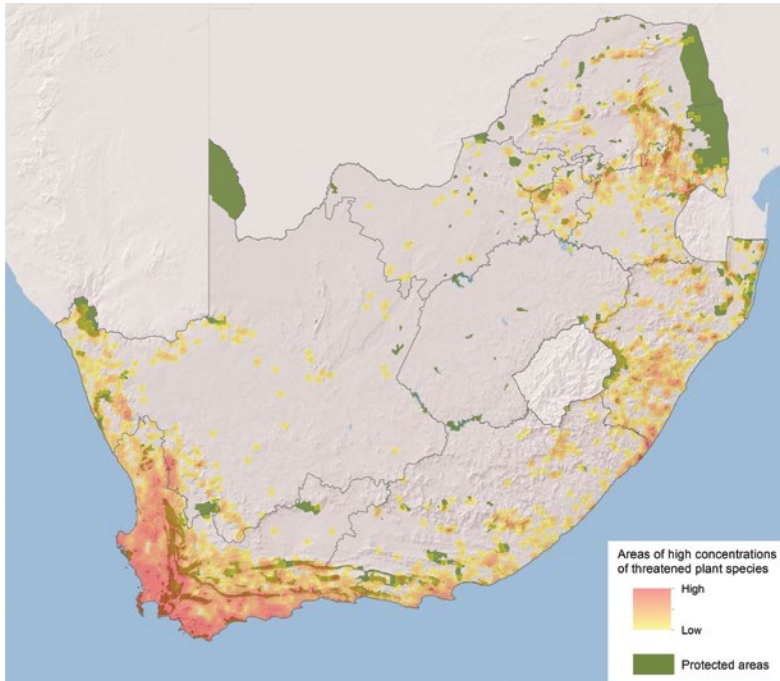 Areas of high concentrations
of threatened plant species
High
Low
Protected areas